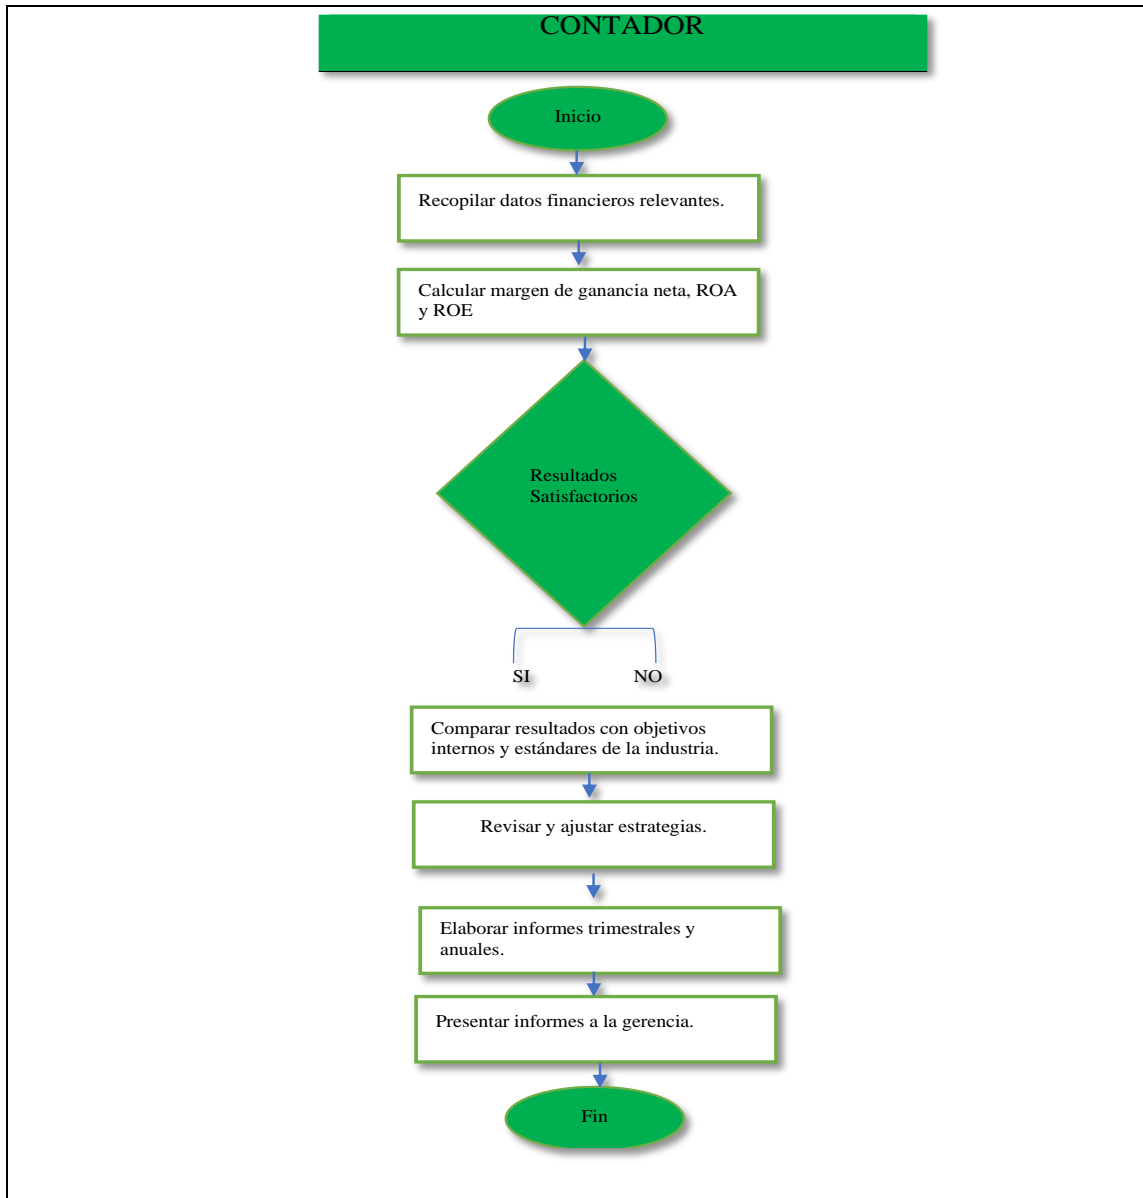 CONTADOR
Inicio
Recopilar datos financieros relevantes.
Calcular margen de ganancia neta, ROA
y ROE
Resultados
Satisfactorios
SI
NO
Comparar resultados con objetivos
internos y estándares de la industria.
Revisar y ajustar estrategias.
Elaborar informes trimestrales y
anuales.
Presentar informes a la gerencia.
Fin